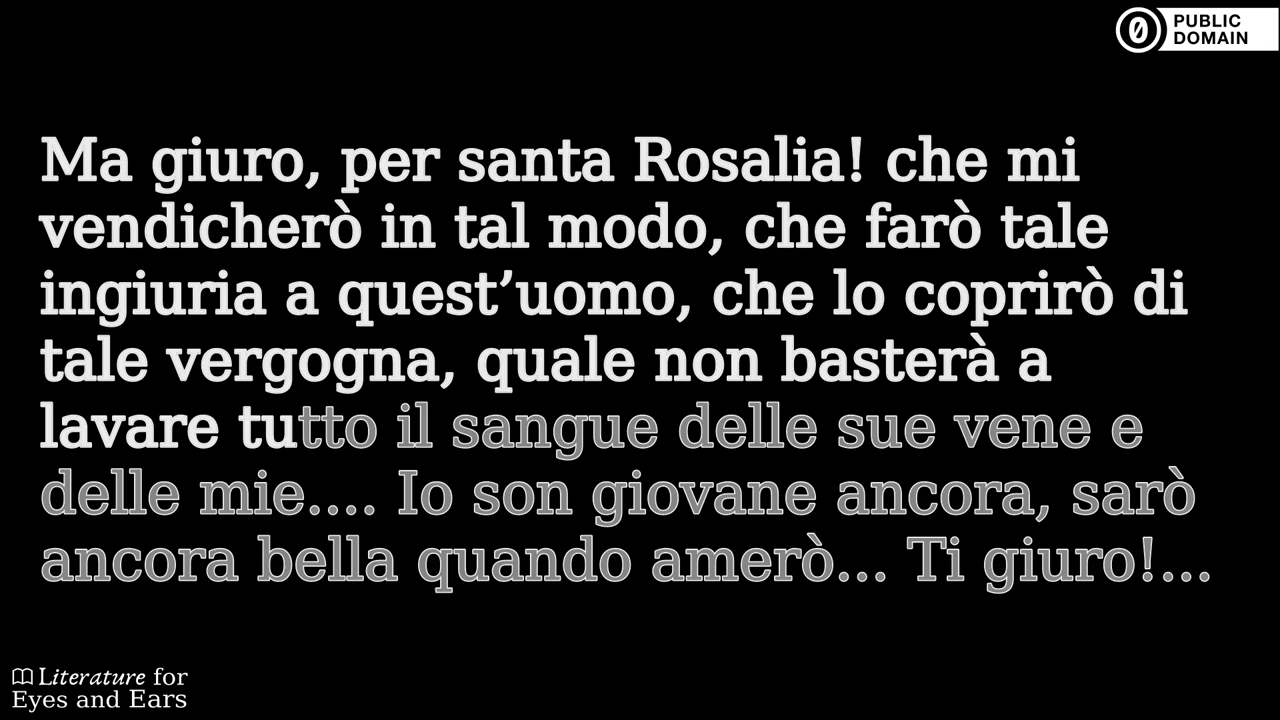 PUBLIC
DOMAIN
Ma giuro, per santa Rosalia! che mi
vendicherò in tal modo, che farò tale
ingiuria a quest’uomo, che lo coprirò di
tale vergogna, quale non basterà a
lavare tutto il sangue delle sue vene e
delle mie.... Io son giovane ancora, sarò
ancora bella quando amerò... Ti giuro!...
Literature for
Eyes and Ears